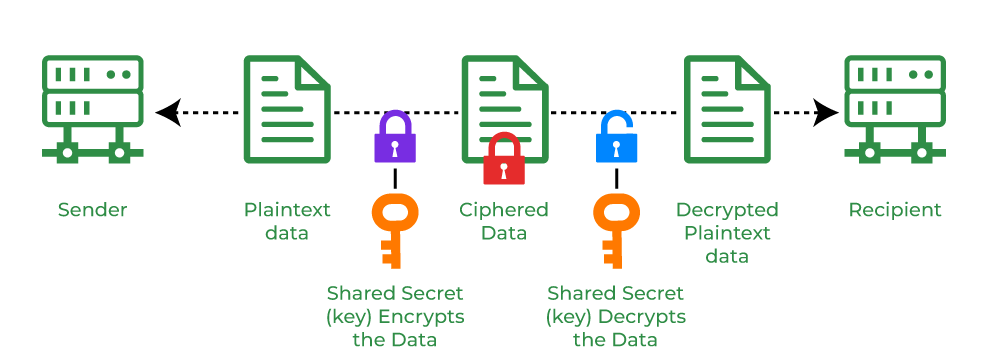 Sender
Plaintext
data
Ciphered
Data
Decrypted
Plaintext
data
Recipient
Shared Secret
(key) Encrypts
the Data
Shared Secret
(key) Decrypts
the Data